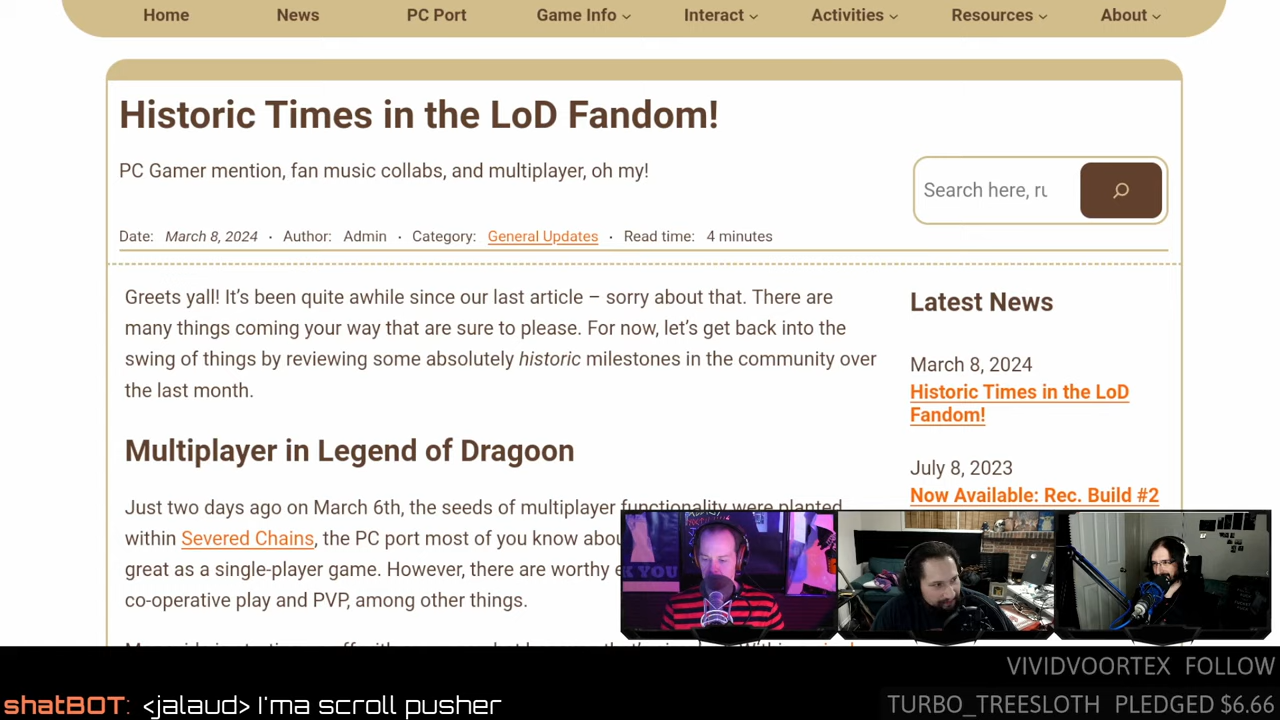 Home News PC Port Game Info Interact Activities Resources About
Historic Times in the LoD Fandom!
PC Gamer mention, fan music collabs, and multiplayer, oh my!
Search here, ru
Date: March 8, 2024 · Author: Admin · Category: General Updates · Read time: 4 minutes
Greets yall! It's been quite awhile since our last article – sorry about that. There are
many things coming your way that are sure to please. For now, let's get back into the
swing of things by reviewing some absolutely historic milestones in the community over
the last month.
Multiplayer in Legend of Dragoon
Just two days ago on March 6th, the seeds of multiplayer functionality were planted
within Severed Chains, the PC port most of you know abou
great as a single-player game. However, there are worthy
co-operative play and PVP, among other things.
Latest News
March 8, 2024
Historic Times in the LoD
Fandom!
July 8, 2023
Now Available: Rec. Build #2
VIVIDVOORTEX FOLLOW
shatBOT: <jalaud> I'ma scroll pusher
TURBO_TREESLOTH PLEDGED $6.66